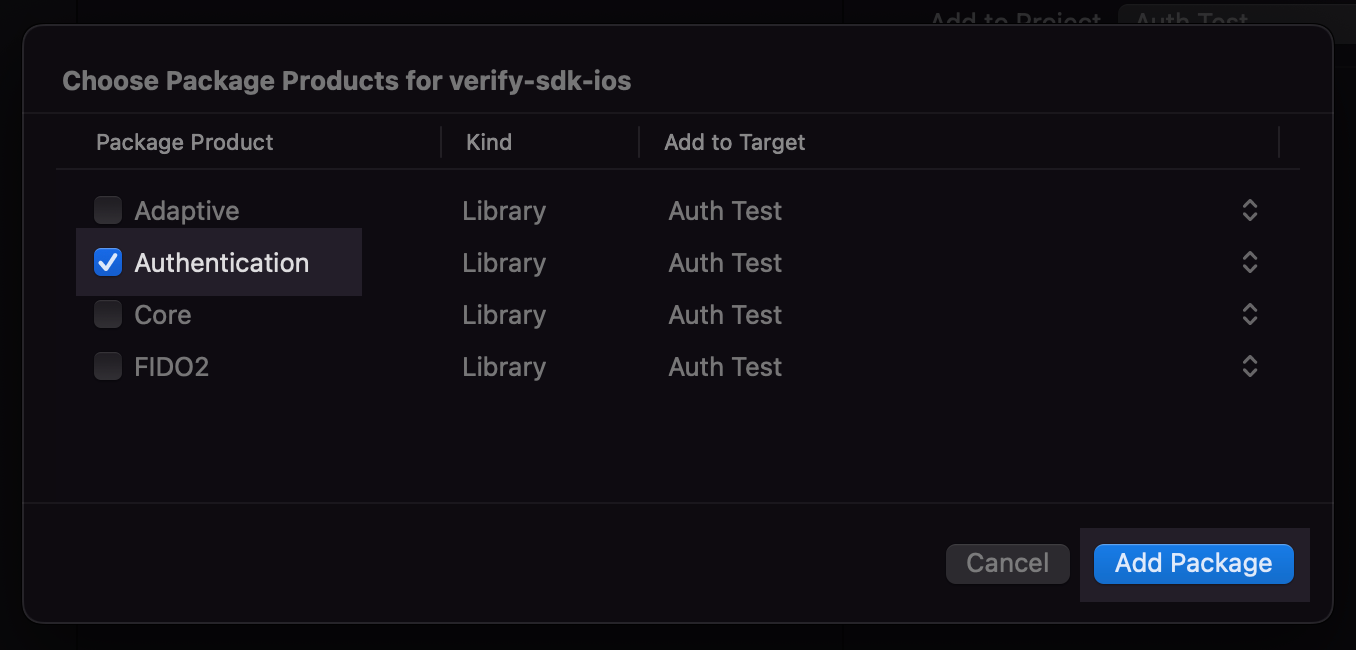 Add to Project Auth Test
Choose Package Products for verify-sdk-ios
Package Product Kind Add to Target
Adaptive Library Auth Test
Authentication Library Auth Test
Core Library Auth Test
FIDO2 Library Auth Test
Cancel Add Package